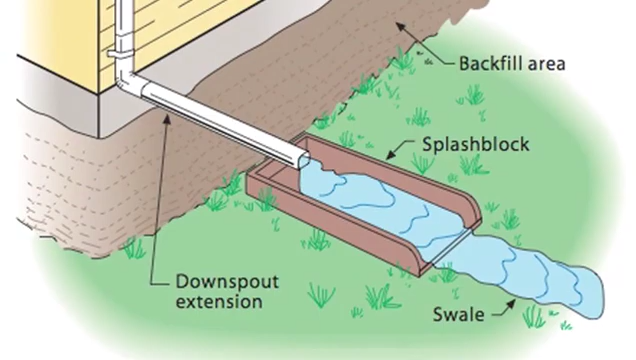 Backfill area
Splashblock
Downspout
extension
Swale